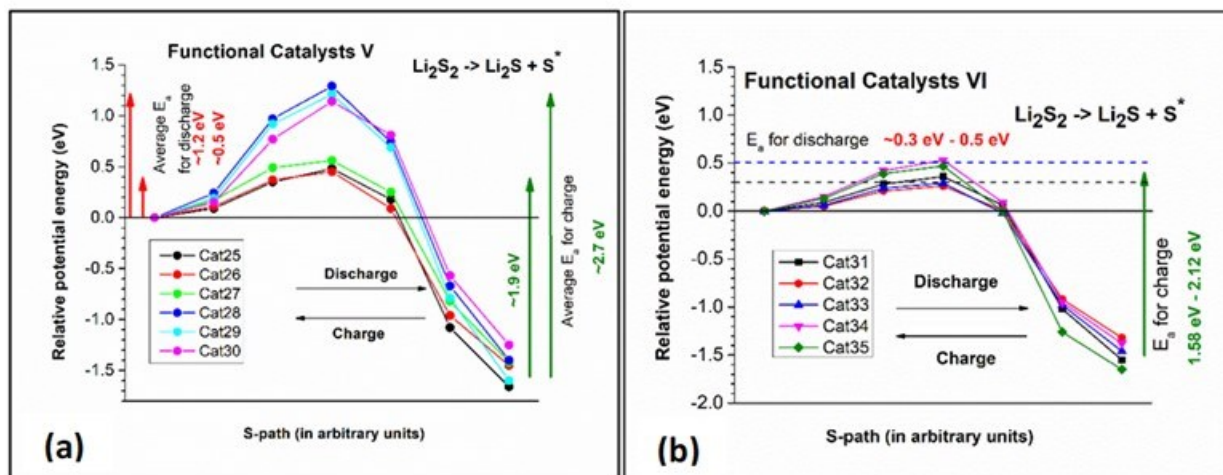 Functional Catalysts V
Li2S2 -> Li2S + S*
Relative potential energy (eV)
1.5
1.0
0.5
0.0
-0.5
-1.0
-1.5
Average Ea
for discharge
~1.2 eV
~0.5 eV
Cat25
Cat26
Cat27
Cat28
Cat29
Cat30
Discharge
Charge
~1.9 eV
Average Ea for charge
~2.7 eV
(a)
S-path (in arbitrary units)
Functional Catalysts VI
Li2S2 -> Li2S + S*
Relative potential energy (eV)
1.5
1.0
0.5
0.0
-0.5
-1.0
-1.5
-2.0
Ea for discharge ~0.3 eV - 0.5 eV
Cat31
Cat32
Cat33
Cat34
Cat35
Discharge
Charge
Ea for charge
1.58 eV - 2.12 eV
(b)
S-path (in arbitrary units)